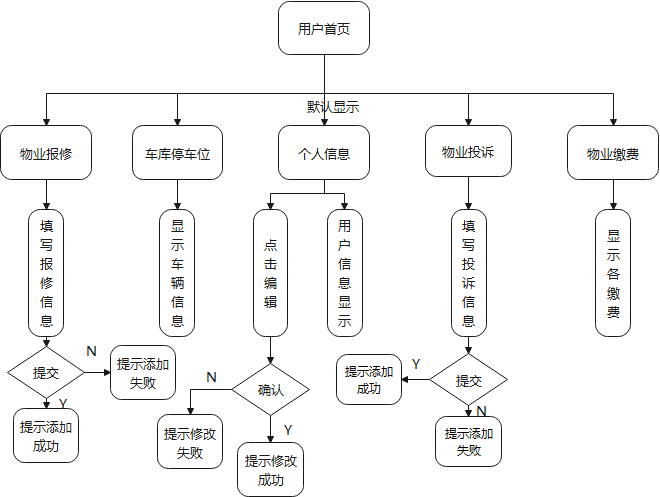 用户首页
默认显示
物业报修
车库停车位
个人信息
物业投诉
物业缴费
填写报修信息
显示车辆信息
点击编辑
用户信息显示
填写投诉信息
显示各缴费
提交
N
提示添加
失败
Y
提示添加
成功
确认
N
提示修改
失败
Y
提示修改
成功
提交
Y
提示添加
成功
N
提示添加
失败